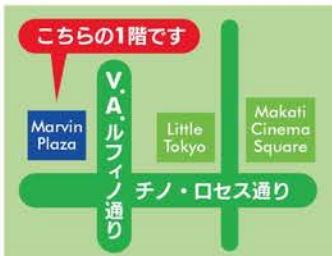 こちらの1階です
Marvin
Plaza
V.A.ルフィノ通り
Little
Tokyo
Makati
Cinema
Square
チノ・ロセス通り